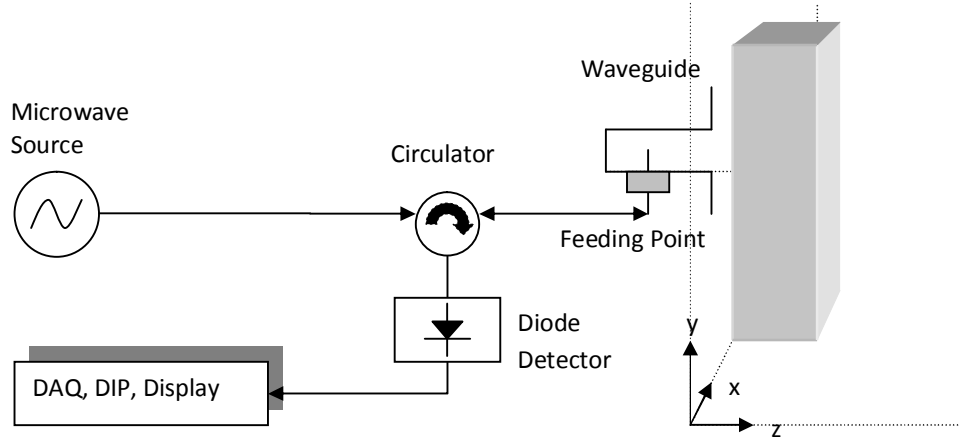 Waveguide
Microwave
Source
Circulator
Feeding Point
Diode
Detector
y
DAQ, DIP, Display
x
z